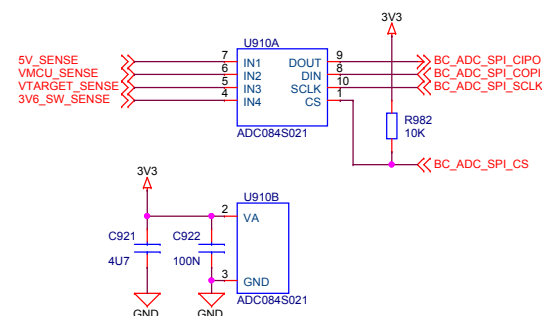 3V3
U910A
5V_SENSE 7 IN1 DOUT 9 BC_ADC_SPI_CIPO
VMCU_SENSE 6 IN2 DIN 8 BC_ADC_SPI_COPI
VTARGET_SENSE 5 IN3 SCLK 10 BC_ADC_SPI_SCLK
3V6_SW_SENSE 4 IN4 CS 1
R982
10K
ADC084S021
BC_ADC_SPI_CS
3V3
U910B
2 VA
C921 C922
4U7 100N
3 GND
ADC084S021
GND GND